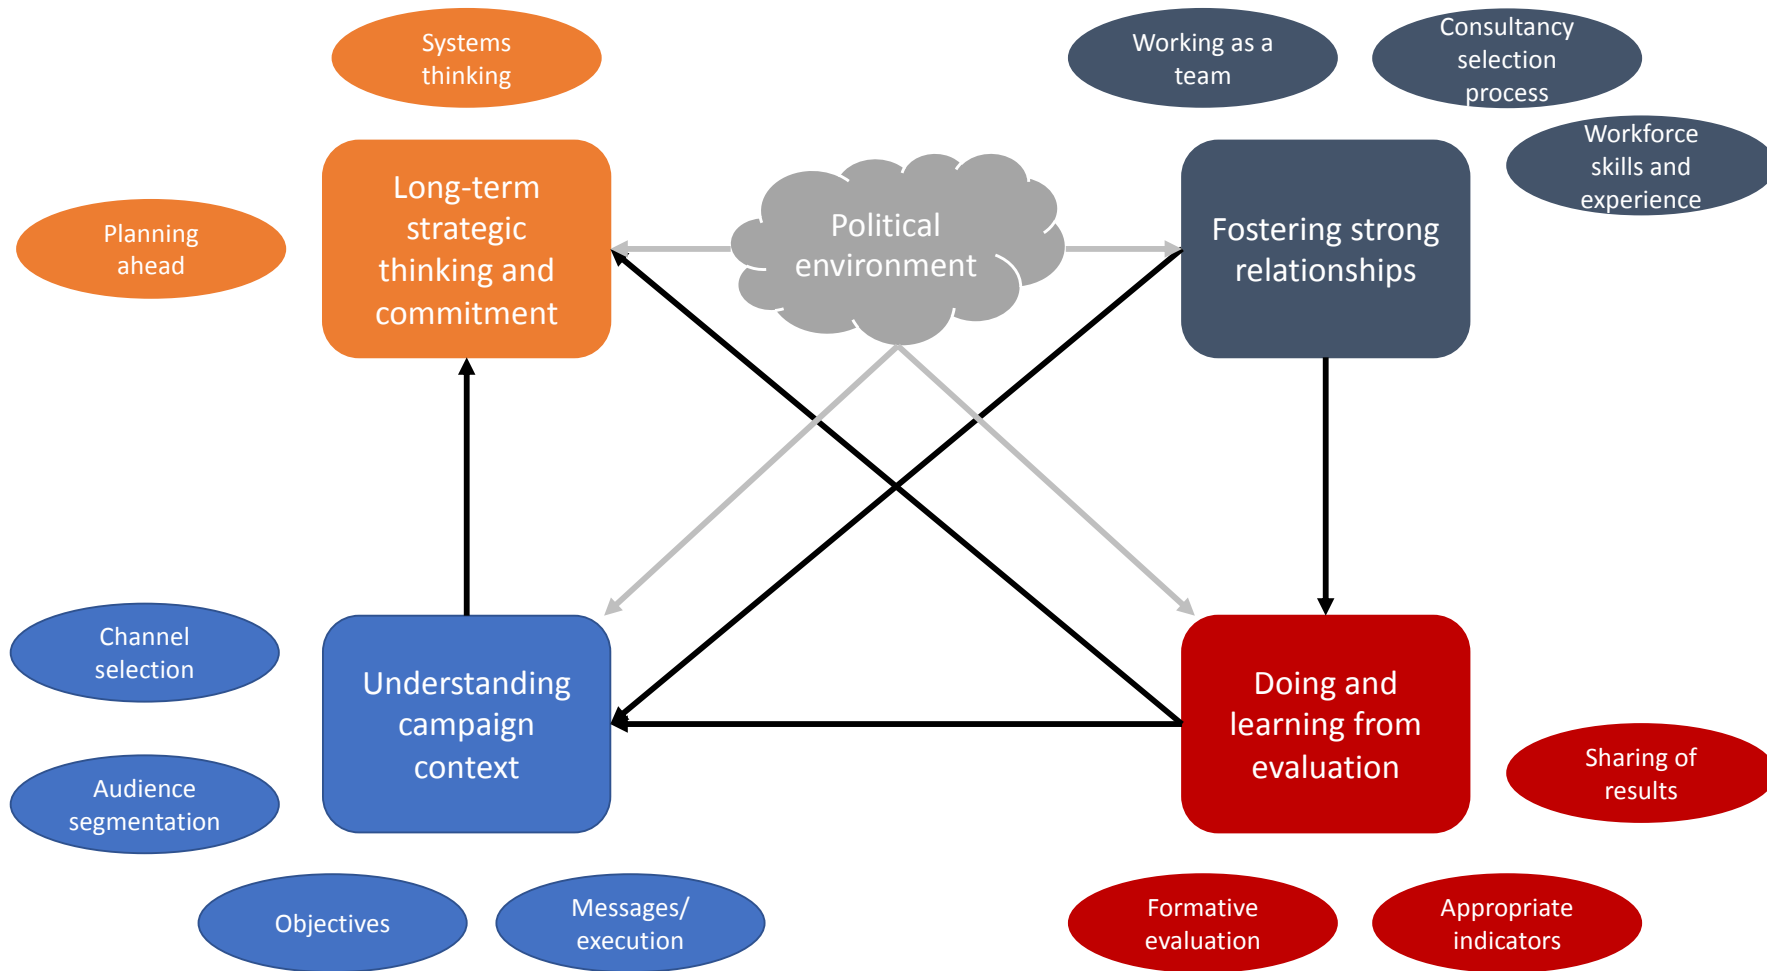 Systems
thinking
Working as a
team
Consultancy
selection
process
Workforce
skills and
experience
Planning
ahead
Long-term
strategic
thinking and
commitment
Political
environment
Fostering strong
relationships
Channel
selection
Audience
segmentation
Understanding
campaign
context
Doing and
learning from
evaluation
Sharing of
results
Objectives
Messages/
execution
Formative
evaluation
Appropriate
indicators